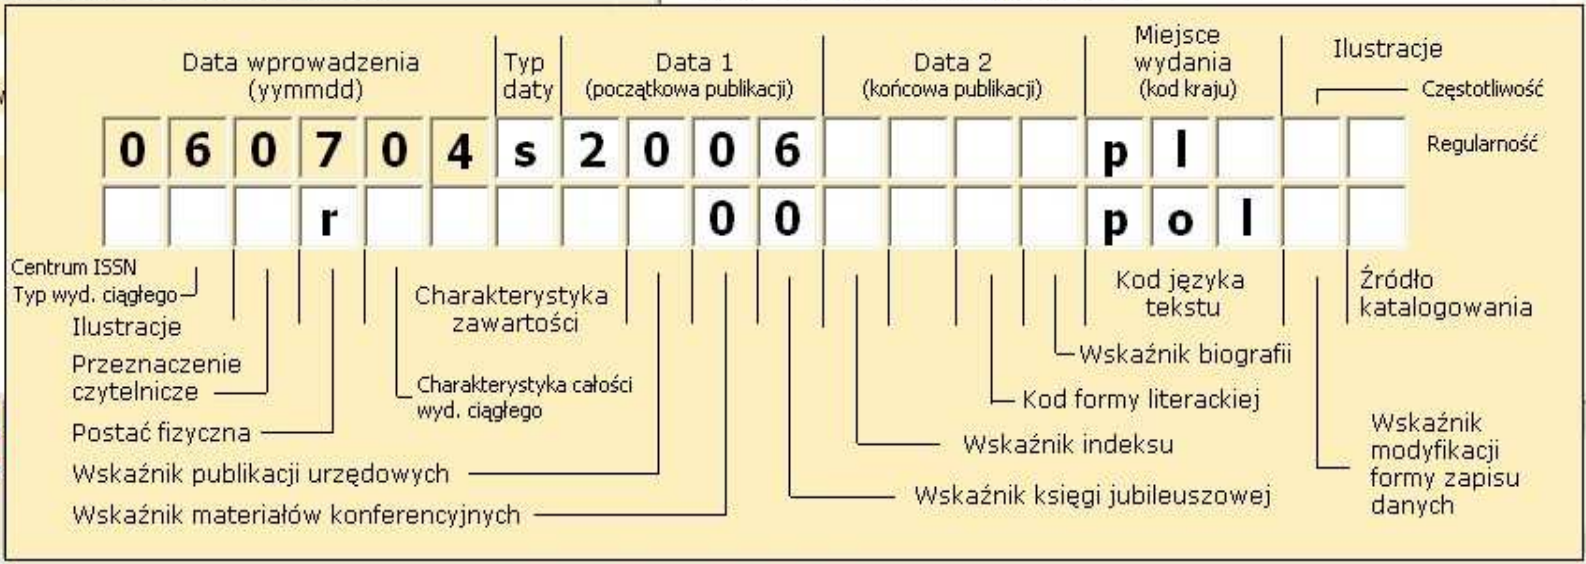 Data wprowadzenia
(yymmdd)
Typ
daty
Data 1
(początkowa publikacji)
Data 2
(końcowa publikacji)
Miejsce
wydania
(kod kraju)
Ilustracje
Częstotliwość
0 6 0 7 0 4 s 2 0 0 6 p l
Regularność
r 0 0 p o l
Centrum ISSN
Typ wyd. ciągłego
Ilustracje
Przeznaczenie
czytelnicze
Postać fizyczna
Wskaźnik publikacji urzędowych
Wskaźnik materiałów konferencyjnych
Charakterystyka
zawartości
Charakterystyka całości
wyd. ciągłego
Kod języka
tekstu
Źródło
katalogowania
Wskaźnik biografii
Kod formy literackiej
Wskaźnik indeksu
Wskaźnik księgi jubileuszowej
Wskaźnik
modyfikacji
formy zapisu
danych